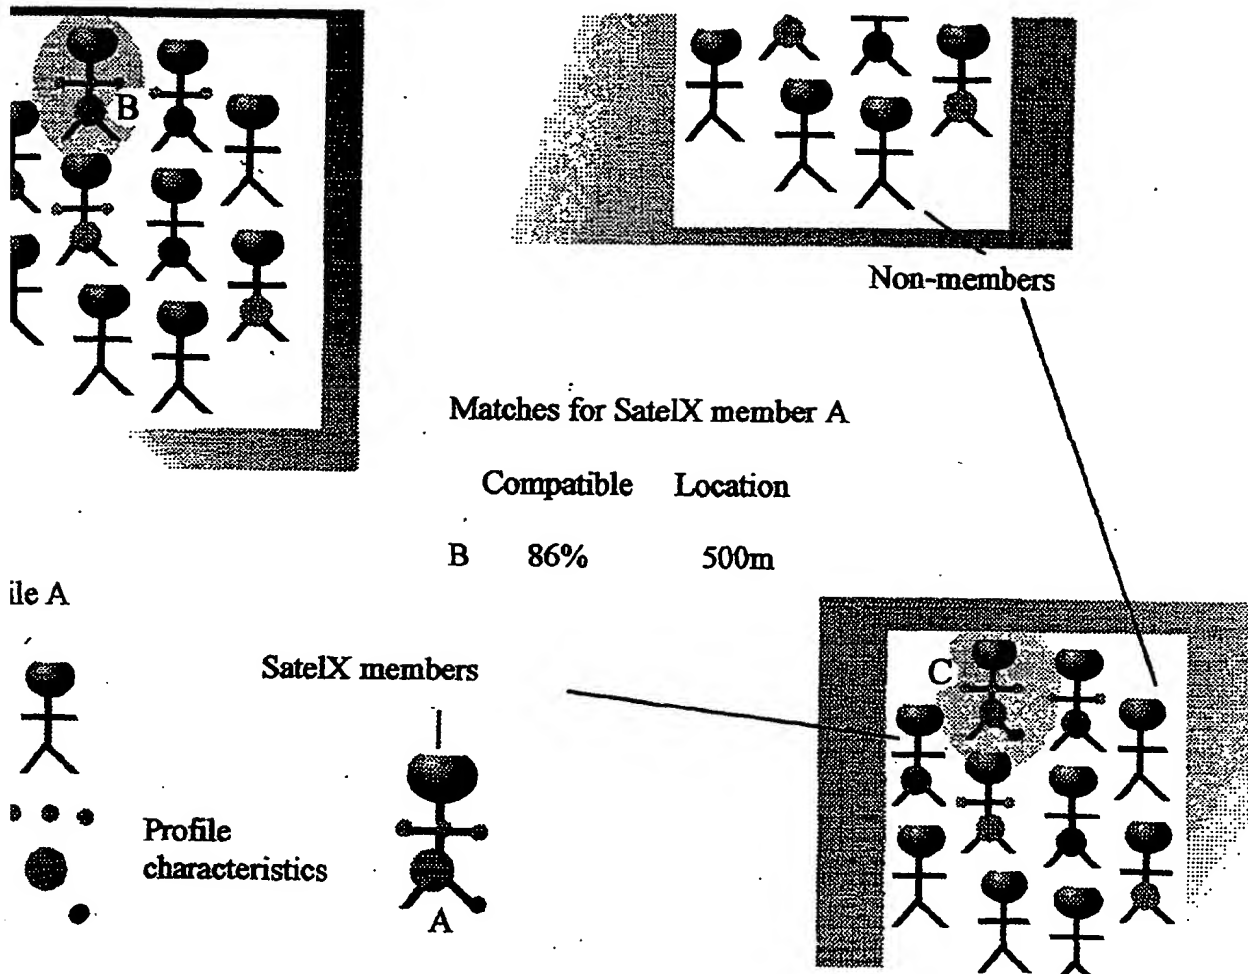 B
Non-members
Matches for SatelX member A
Compatible Location
B 86% 500m
ile A
SatelX members
C
Profile
characteristics
A